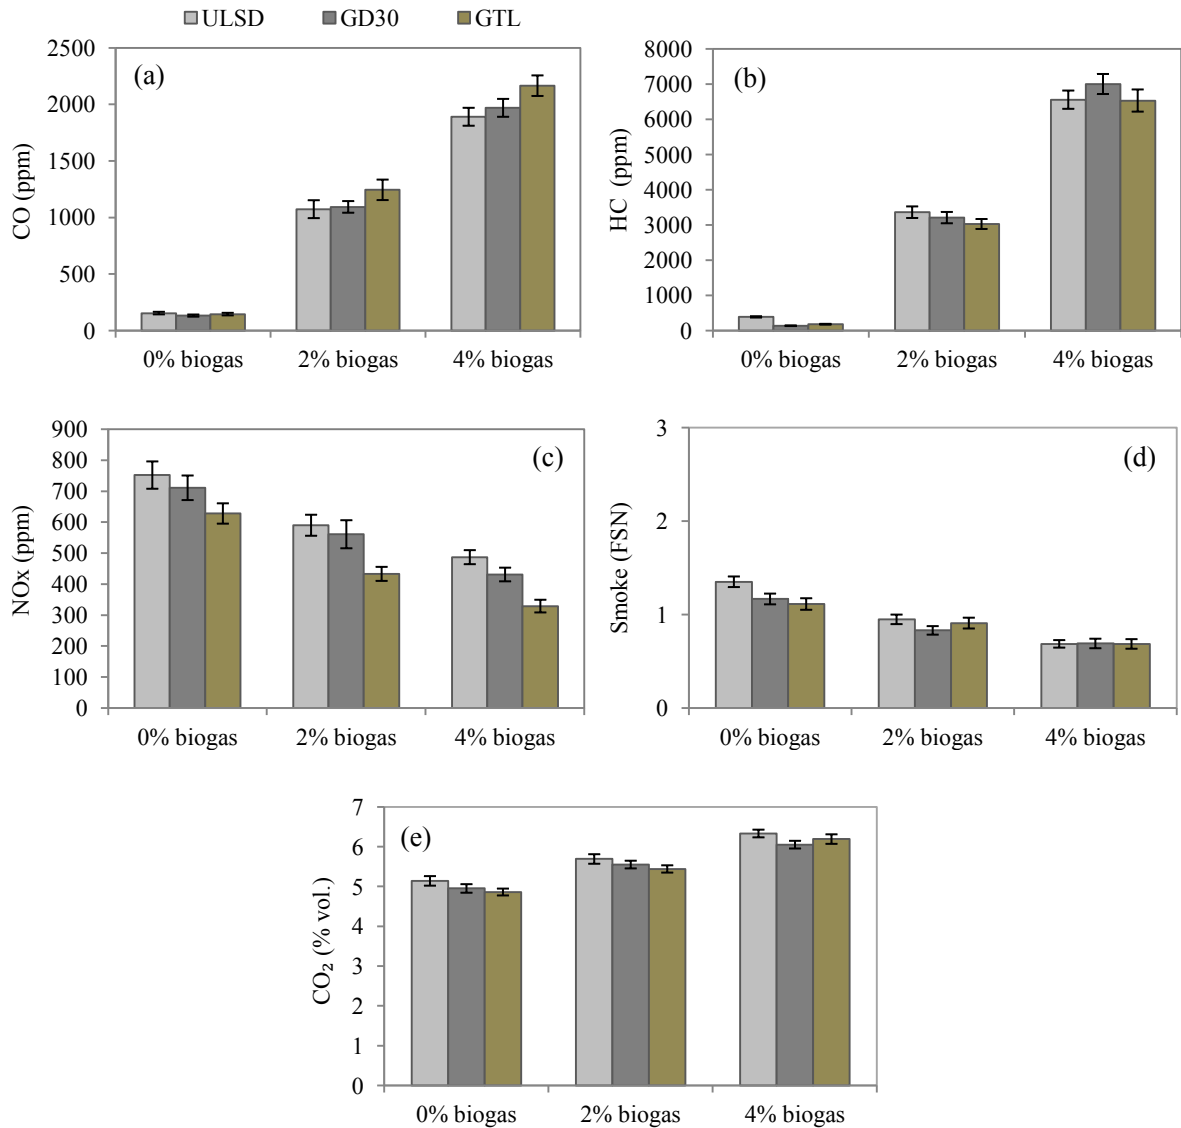 ULSD GD30 GTL
(a)
CO (ppm)
2500
2000
1500
1000
500
0
0% biogas 2% biogas 4% biogas
(b)
HC (ppm)
8000
7000
6000
5000
4000
3000
2000
1000
0
0% biogas 2% biogas 4% biogas
(c)
NOx (ppm)
900
800
700
600
500
400
300
200
100
0
0% biogas 2% biogas 4% biogas
(d)
Smoke (FSN)
3
2
1
0
0% biogas 2% biogas 4% biogas
(e)
CO₂ (% vol.)
7
6
5
4
3
2
1
0
0% biogas 2% biogas 4% biogas